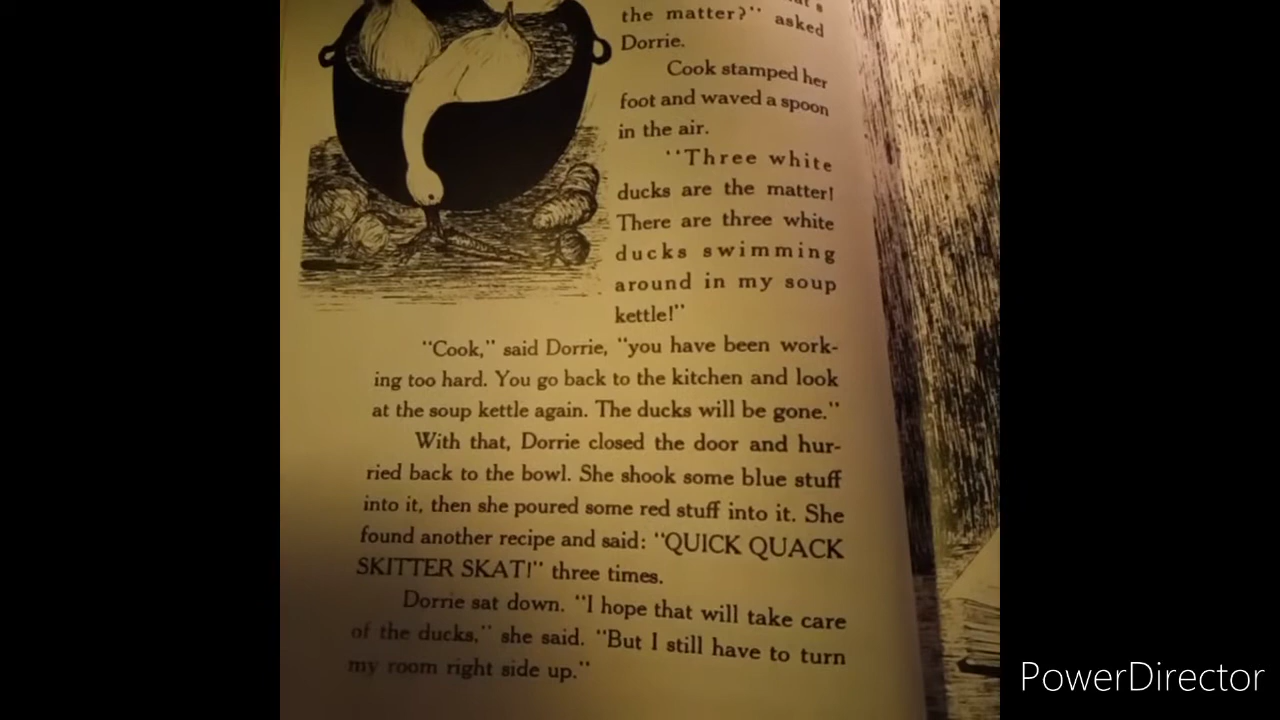 the matter?" asked
Dorrie.
Cook stamped her
foot and waved a spoon
in the air.
"Three white
ducks are the matter!
There are three white
ducks swimming
around in my soup
kettle!"
"Cook," said Dorrie, "you have been work-
ing too hard. You go back to the kitchen and look
at the soup kettle again. The ducks will be gone."
With that, Dorrie closed the door and hur-
ried back to the bowl. She shook some blue stuff
into it, then she poured some red stuff into it. She
found another recipe and said: "QUICK QUACK
SKITTER SKAT!" three times.
Dorrie sat down. "I hope that will take care
of the ducks," she said. "But I still have to turn
my room right side up."
PowerDirector